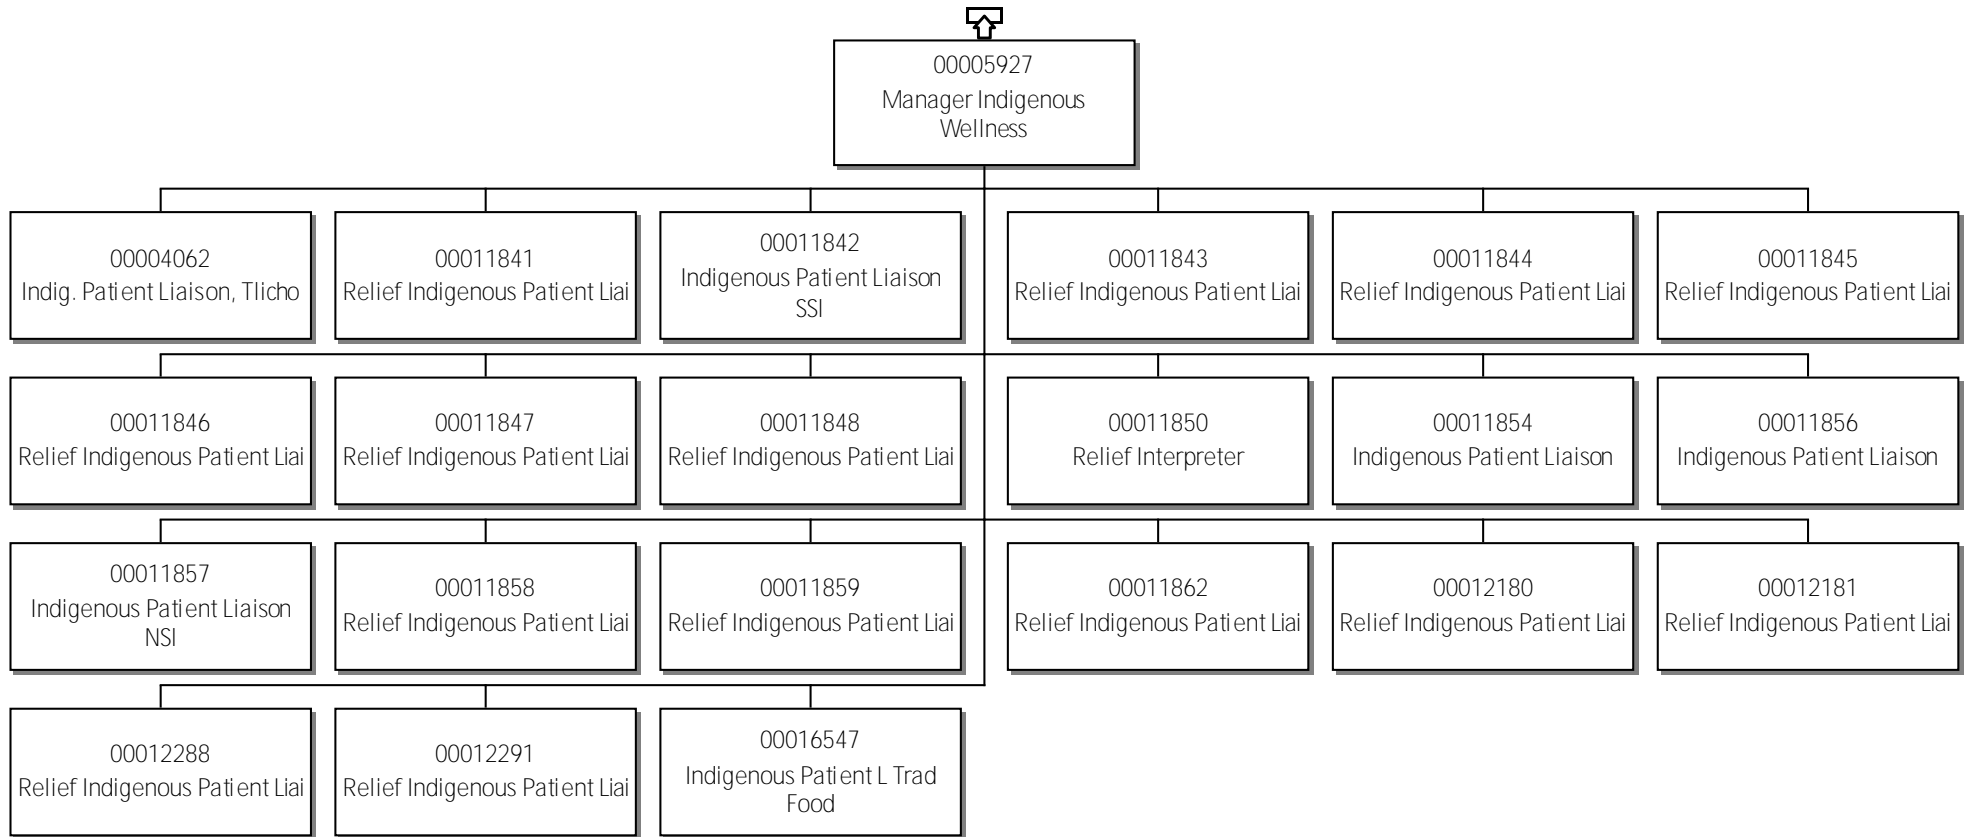 00005927
Manager Indigenous
Wellness
00004062
Indig. Patient Liaison, Tlicho
00011841
Relief Indigenous Patient Liai
00011842
Indigenous Patient Liaison
SSI
00011843
Relief Indigenous Patient Liai
00011844
Relief Indigenous Patient Liai
00011845
Relief Indigenous Patient Liai
00011846
Relief Indigenous Patient Liai
00011847
Relief Indigenous Patient Liai
00011848
Relief Indigenous Patient Liai
00011850
Relief Interpreter
00011854
Indigenous Patient Liaison
00011856
Indigenous Patient Liaison
00011857
Indigenous Patient Liaison
NSI
00011858
Relief Indigenous Patient Liai
00011859
Relief Indigenous Patient Liai
00011862
Relief Indigenous Patient Liai
00012180
Relief Indigenous Patient Liai
00012181
Relief Indigenous Patient Liai
00012288
Relief Indigenous Patient Liai
00012291
Relief Indigenous Patient Liai
00016547
Indigenous Patient L Trad
Food